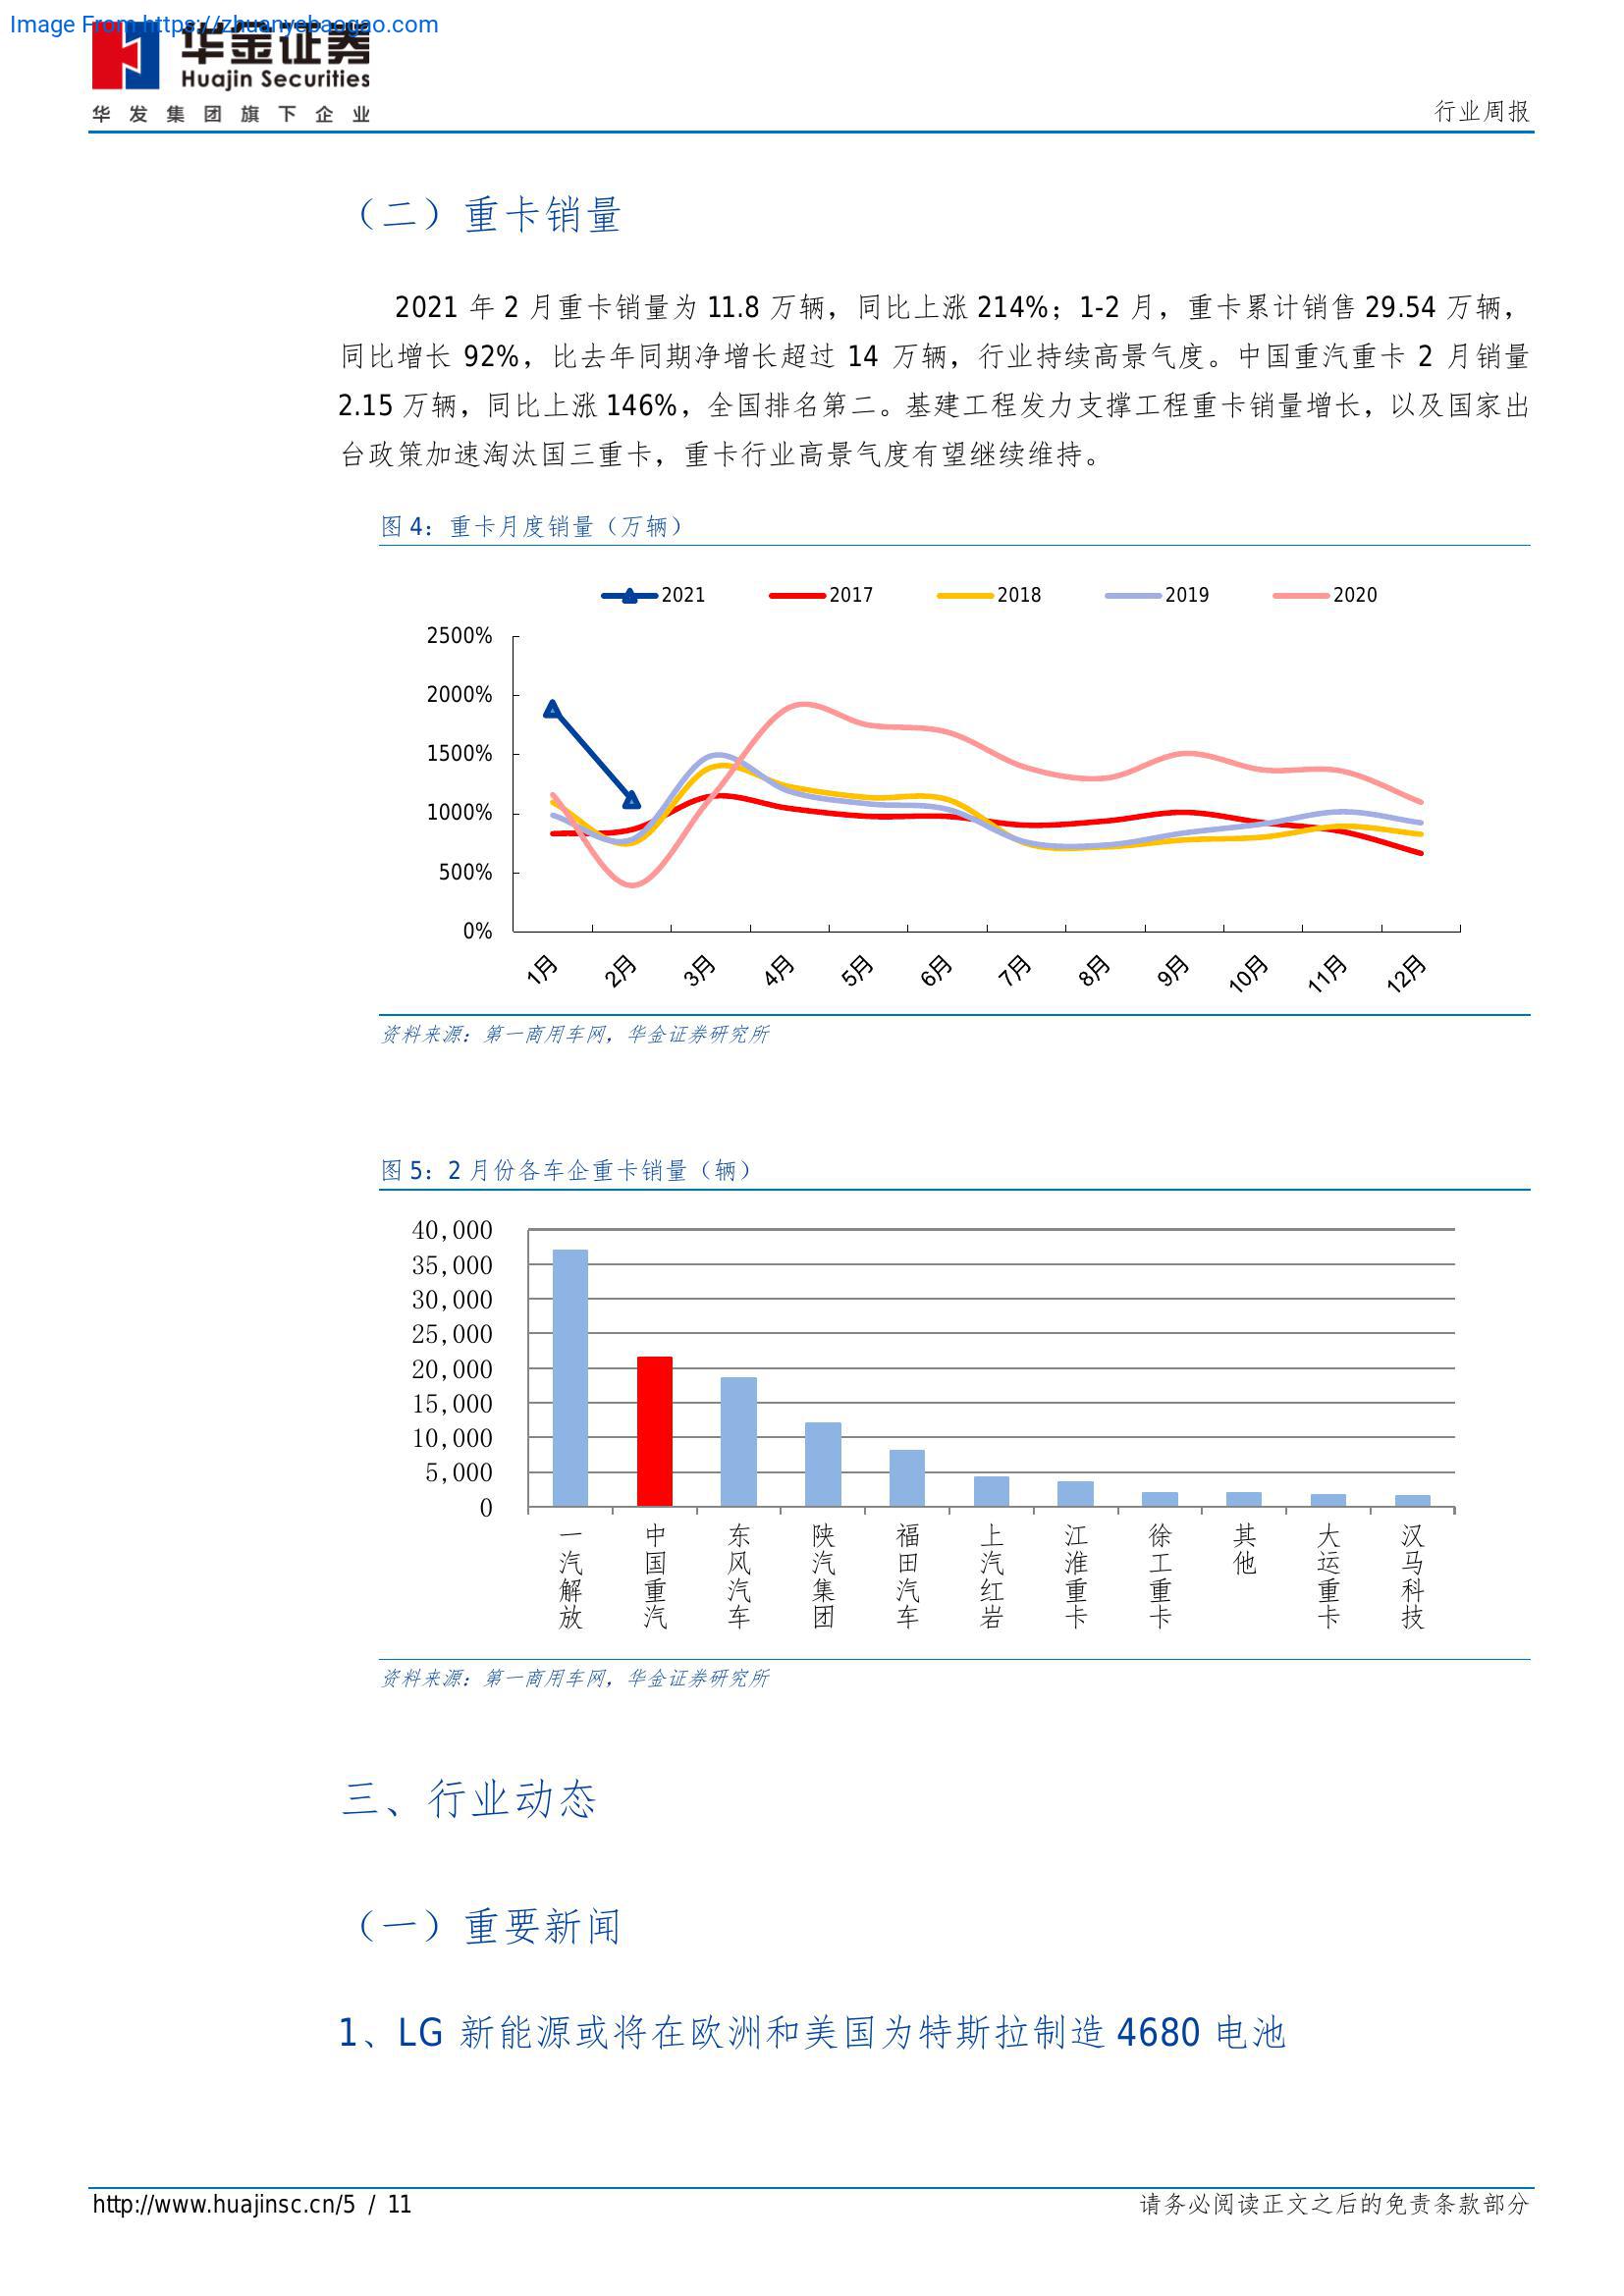 Image From https://zhuanyebaogao.com
华金证券
Huajin Securities
华发集团旗下企业
行业周报
（二）重卡销量
2021 年 2 月重卡销量为 11.8 万辆，同比上涨 214%；1-2 月，重卡累计销售 29.54 万辆，
同比增长 92%，比去年同期净增长超过 14 万辆，行业持续高景气度。中国重汽重卡 2 月销量
2.15 万辆，同比上涨 146%，全国排名第二。基建工程发力支撑工程重卡销量增长，以及国家出
台政策加速淘汰国三重卡，重卡行业高景气度有望继续维持。
图 4：重卡月度销量（万辆）
2021 2017 2018 2019 2020
2500%
2000%
1500%
1000%
500%
0%
1月 2月 3月 4月 5月 6月 7月 8月 9月 10月 11月 12月
资料来源：第一商用车网，华金证券研究所
图 5：2 月份各车企重卡销量（辆）
40,000
35,000
30,000
25,000
20,000
15,000
10,000
5,000
0
一汽解放 中国重汽 东风汽车 陕汽集团 福田汽车 上汽红岩 江淮重卡 徐工重卡 其他 大运重卡 汉马科技
资料来源：第一商用车网，华金证券研究所
三、行业动态
（一）重要新闻
1、LG 新能源或将在欧洲和美国为特斯拉制造 4680 电池
http://www.huajinsc.cn/5 / 11
请务必阅读正文之后的免责条款部分